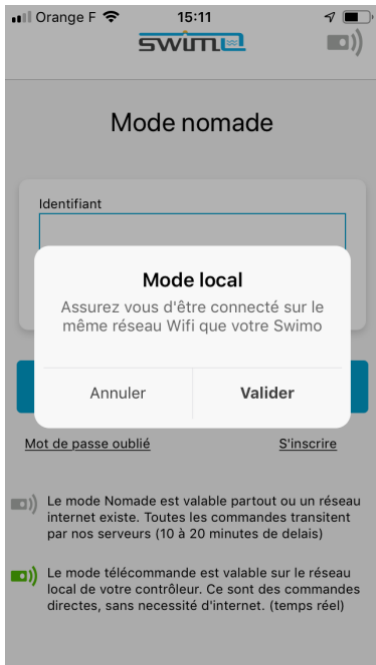 Orange F 15:11
swimo
Mode nomade
Identifiant
Mode local
Assurez vous d'être connecté sur le
même réseau Wifi que votre Swimo
Annuler Valider
Mot de passe oublié S'inscrire
Le mode Nomade est valable partout ou un réseau
internet existe. Toutes les commandes transitent
par nos serveurs (10 à 20 minutes de delais)
Le mode télécommande est valable sur le réseau
local de votre contrôleur. Ce sont des commandes
directes, sans necessité d'internet. (temps réel)